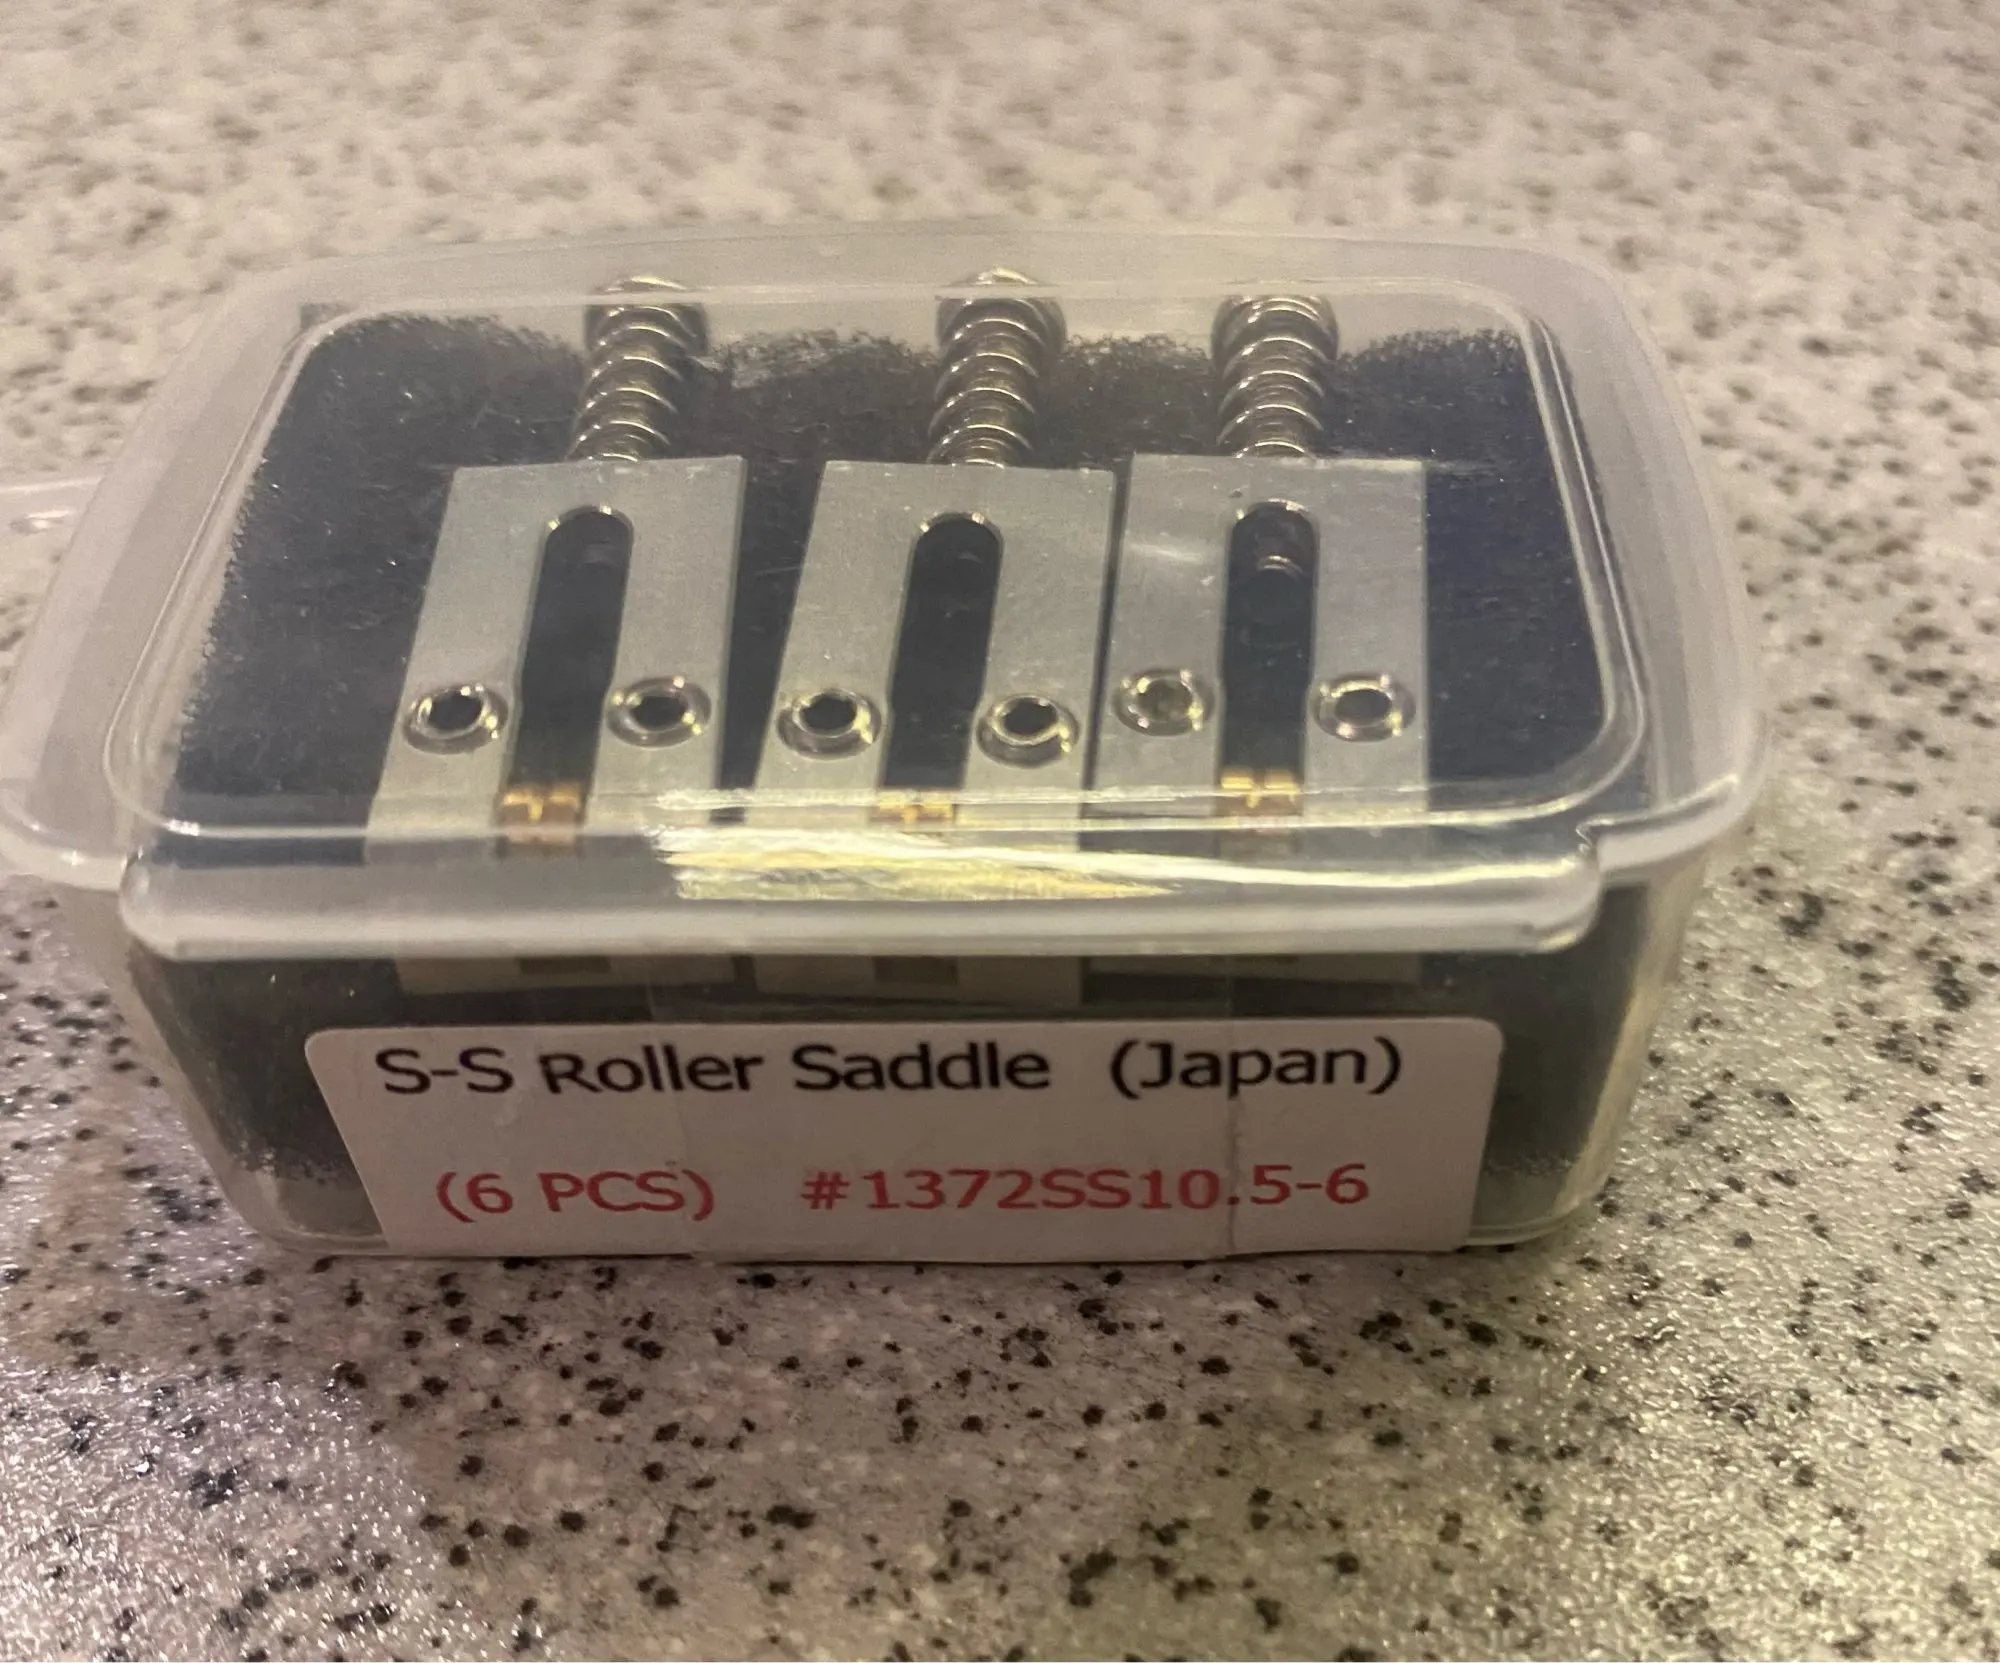 S-S Roller Saddle (Japan)
(6 PCS) #1372SS10.5-6